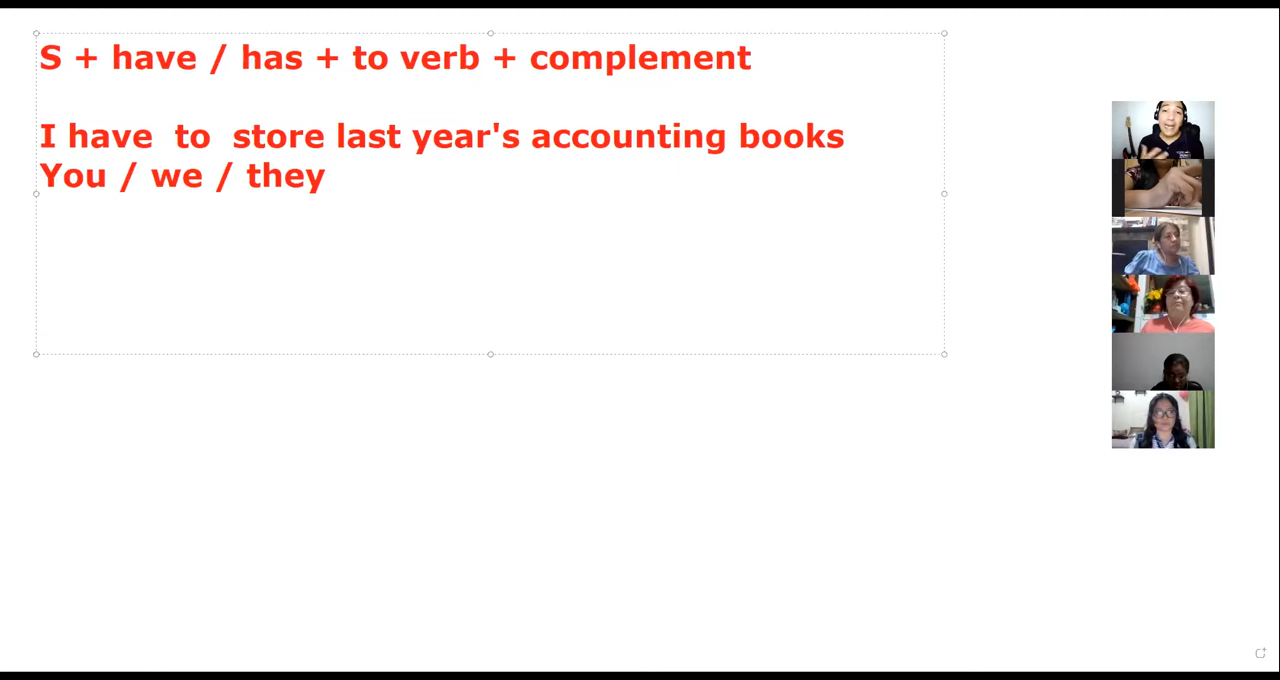 S + have / has + to verb + complement
I have to store last year's accounting books
You / we / they